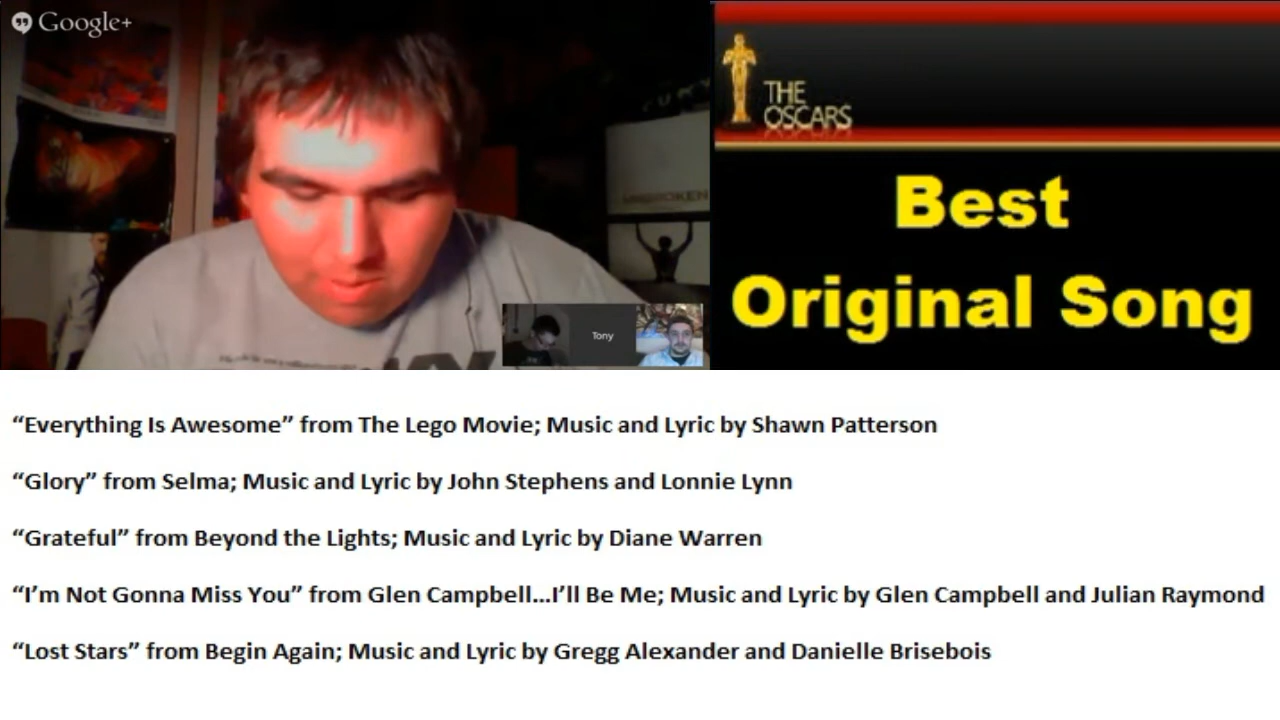 Google+
THE
OSCARS
Best
Original Song
UNBROKEN
Tony
“Everything Is Awesome” from The Lego Movie; Music and Lyric by Shawn Patterson
“Glory” from Selma; Music and Lyric by John Stephens and Lonnie Lynn
“Grateful” from Beyond the Lights; Music and Lyric by Diane Warren
“I’m Not Gonna Miss You” from Glen Campbell…I’ll Be Me; Music and Lyric by Glen Campbell and Julian Raymond
“Lost Stars” from Begin Again; Music and Lyric by Gregg Alexander and Danielle Brisebois